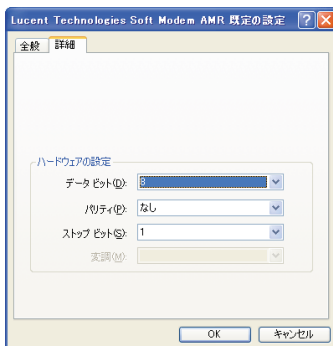 Lucent Technologies Soft Modem AMR 既定の設定
全般 詳細
ハードウェアの設定
データ ビット(D): 8
パリティ(P): なし
ストップ ビット(S): 1
変調(M):
OK キャンセル